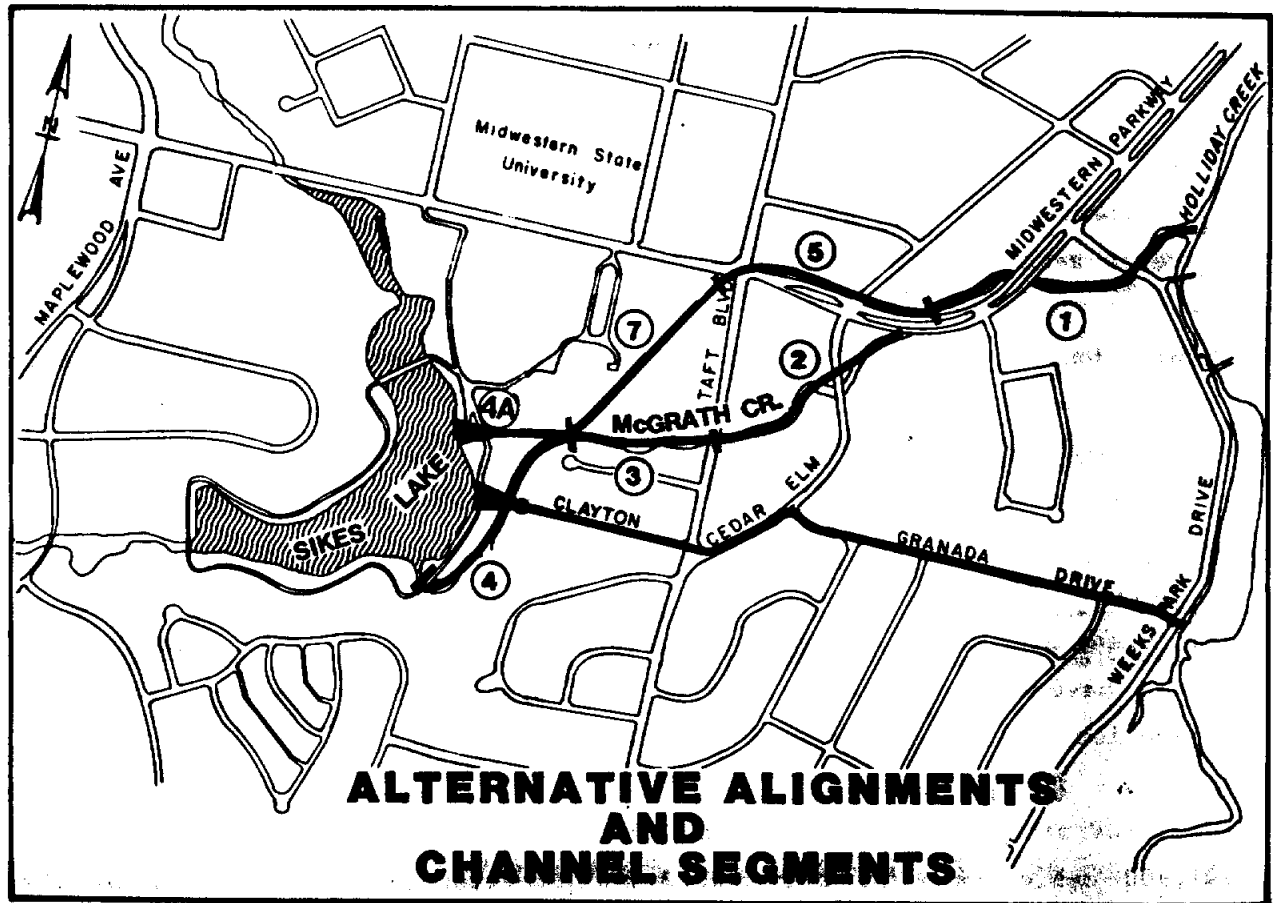 N
MAPLEWOOD AVE
Midwestern State
University
MIDWESTERN PARKWAY
HOLLIDAY CREEK
5
1
7
TAFT BLVD
2
4A
McGRATH CR.
3
SIKES LAKE
CLAYTON
CEDAR ELM
4
GRANADA DRIVE
WEEKS PARK DRIVE
ALTERNATIVE ALIGNMENTS
AND
CHANNEL SEGMENTS